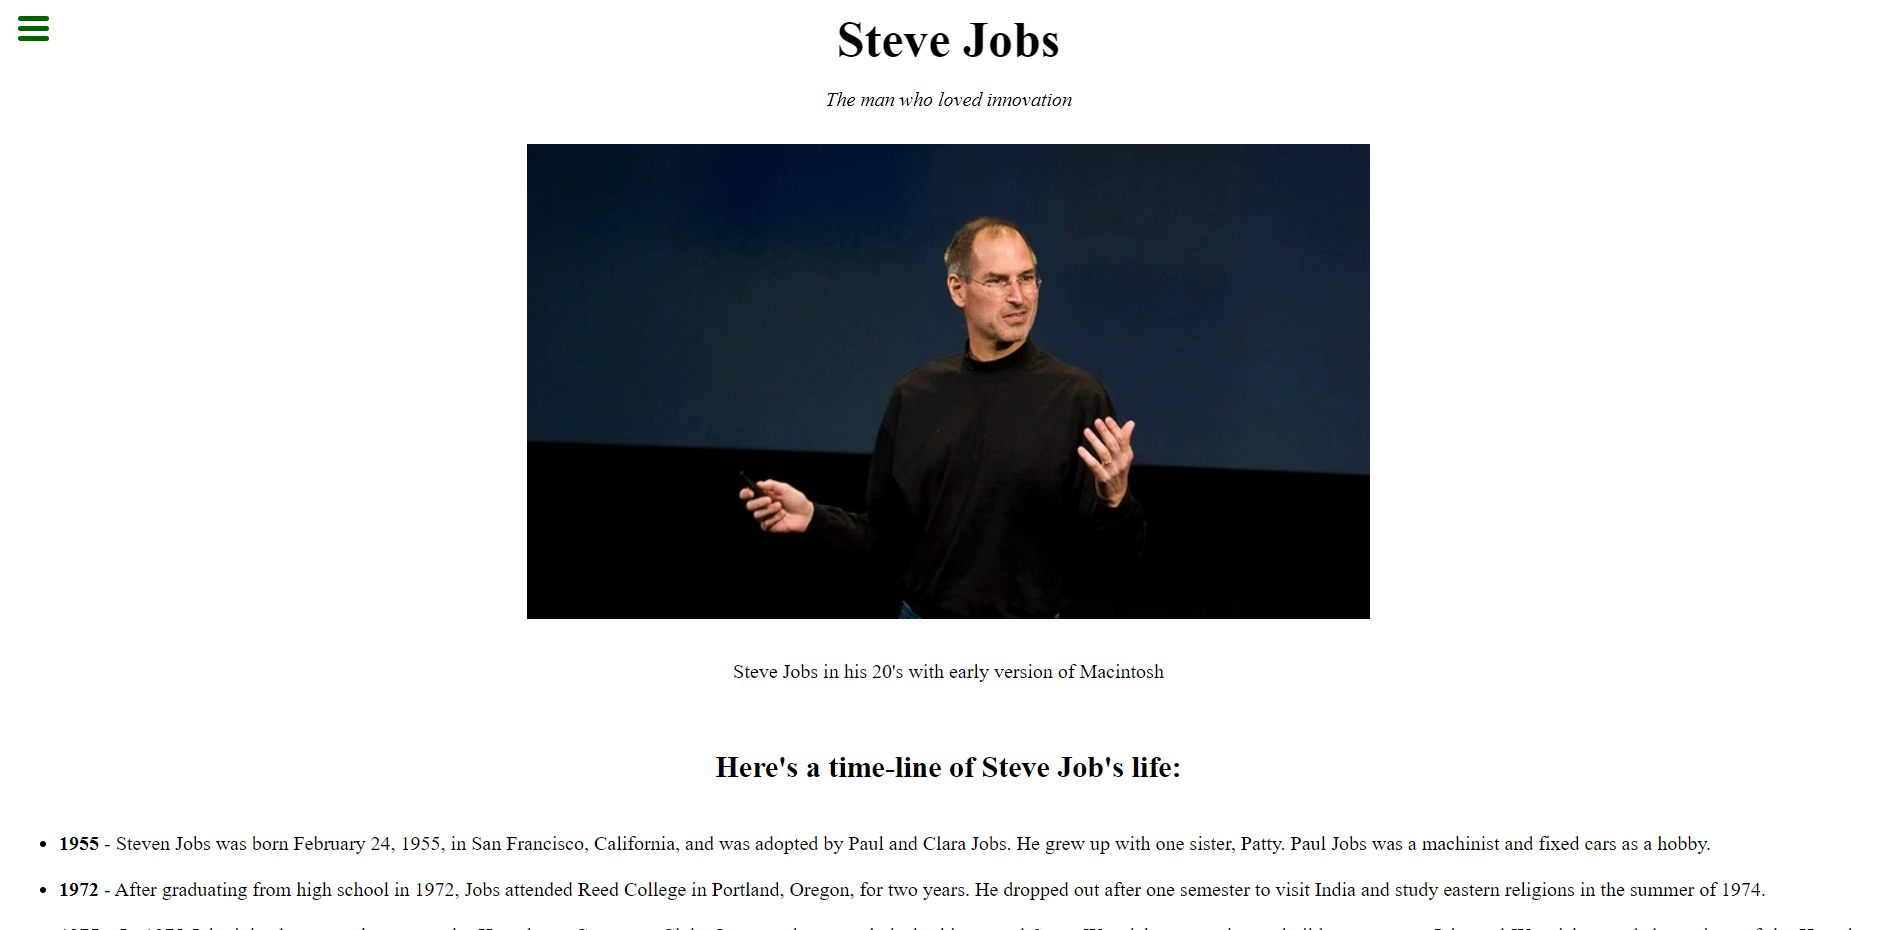 Steve Jobs
The man who loved innovation
Steve Jobs in his 20's with early version of Macintosh
Here's a time-line of Steve Job's life:
• 1955 - Steven Jobs was born February 24, 1955, in San Francisco, California, and was adopted by Paul and Clara Jobs. He grew up with one sister, Patty. Paul Jobs was a machinist and fixed cars as a hobby.
• 1972 - After graduating from high school in 1972, Jobs attended Reed College in Portland, Oregon, for two years. He dropped out after one semester to visit India and study eastern religions in the summer of 1974.